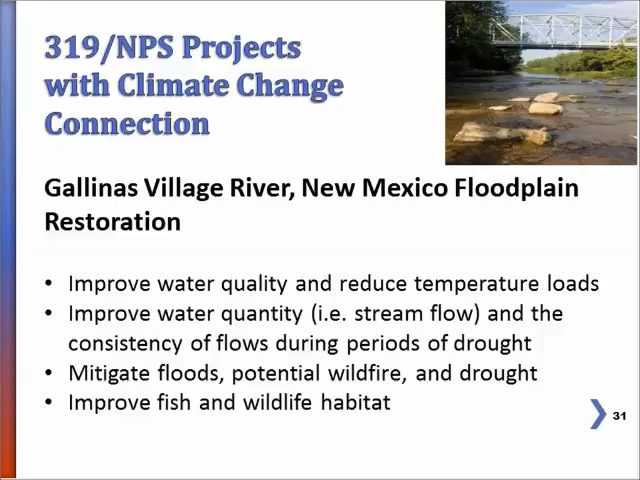 319/NPS Projects
with Climate Change
Connection
Gallinas Village River, New Mexico Floodplain
Restoration
• Improve water quality and reduce temperature loads
• Improve water quantity (i.e. stream flow) and the
consistency of flows during periods of drought
• Mitigate floods, potential wildfire, and drought
• Improve fish and wildlife habitat
31